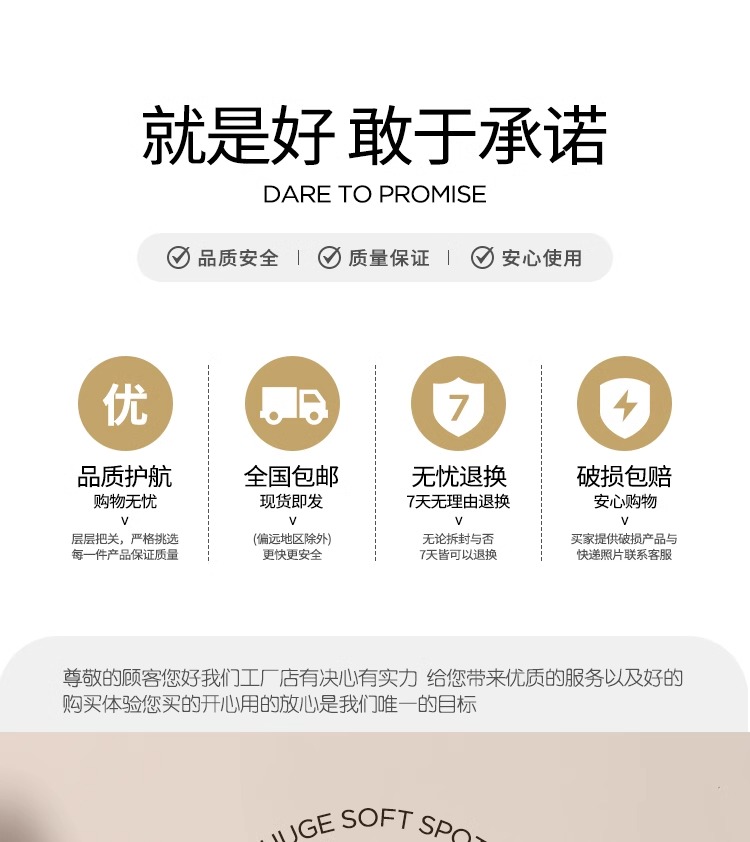 就是好 敢于承诺
DARE TO PROMISE
品质安全 | 质量保证 | 安心使用
优
7
品质护航
购物无忧
层层把关，严格挑选
每一件产品保证质量
全国包邮
现货即发
(偏远地区除外)
更快更安全
无忧退换
7天无理由退换
无论拆封与否
7天皆可以退换
破损包赔
安心购物
买家提供破损产品与
快递照片联系客服
尊敬的顾客您好我们工厂店有决心有实力 给您带来优质的服务以及好的
购买体验您买的开心用的放心是我们唯一的目标
HUGE SOFT SPOT